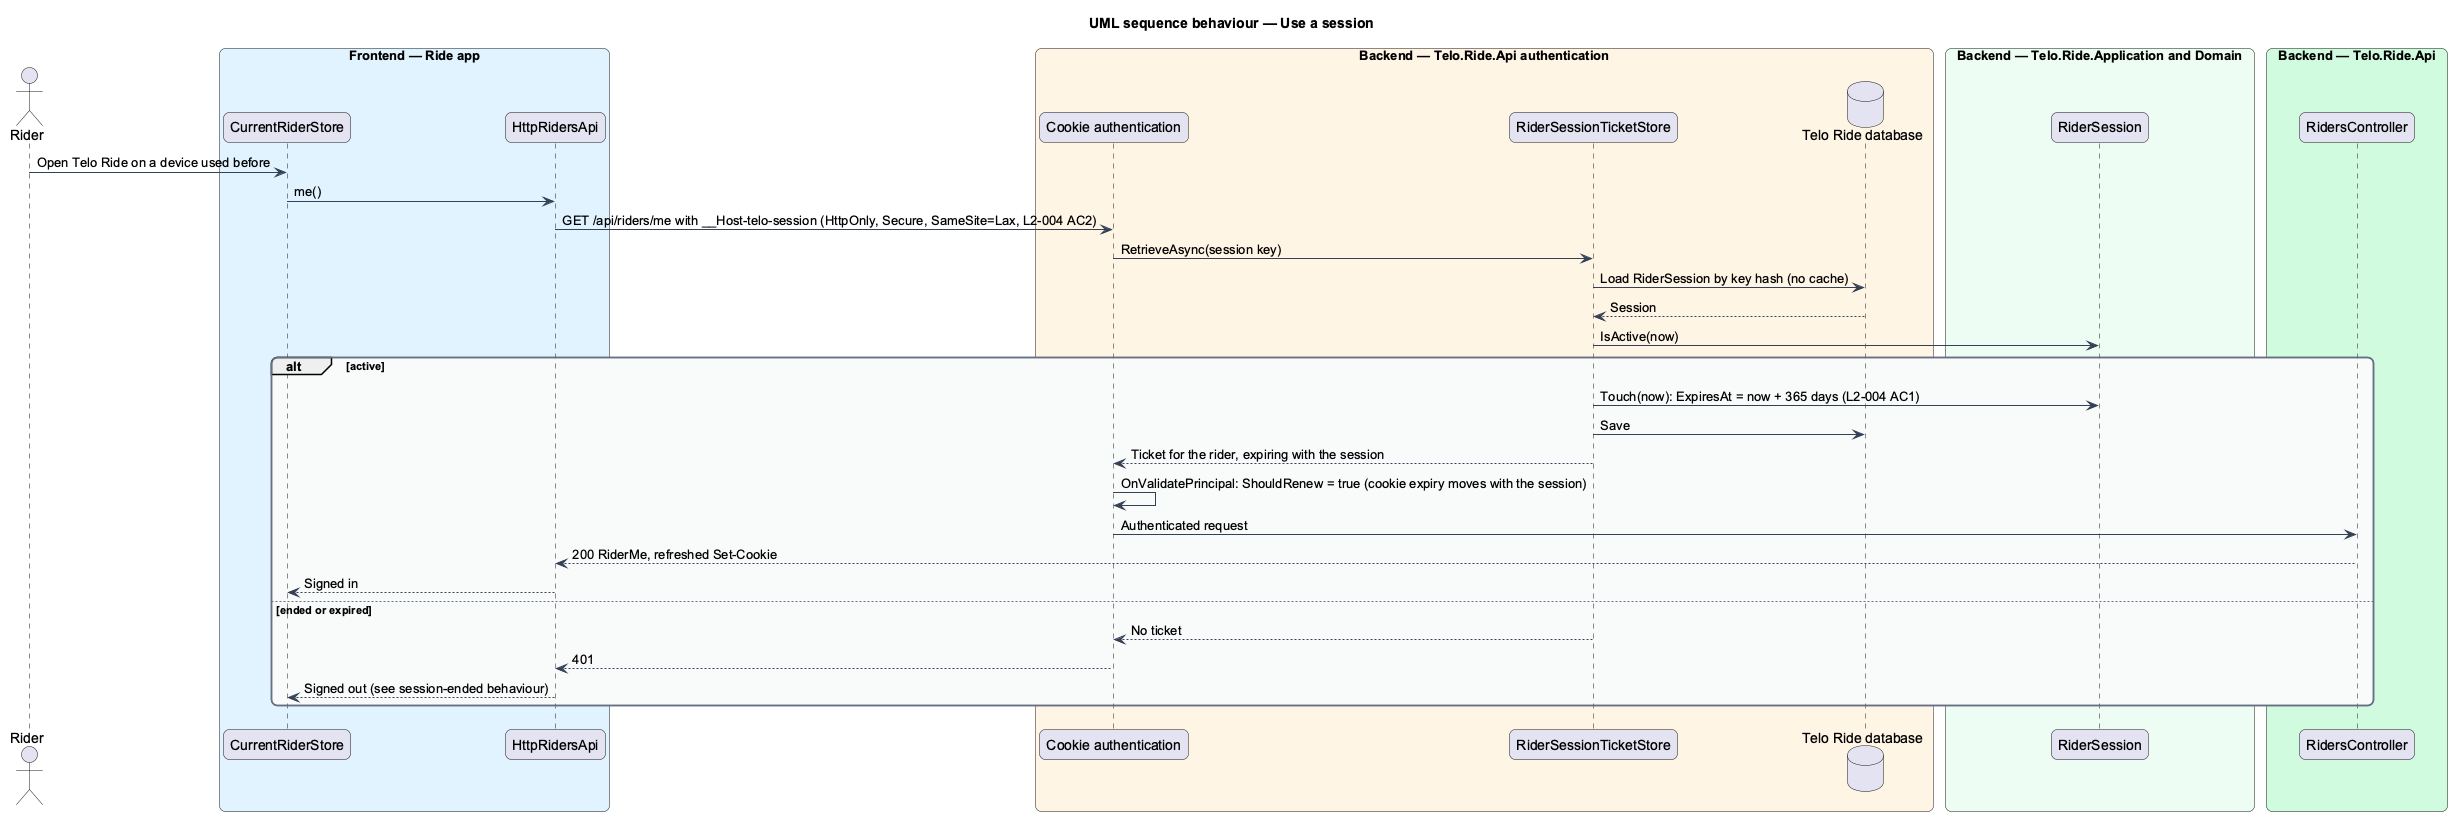 UML sequence behaviour — Use a session
Frontend — Ride app
Backend — Telo.Ride.Api authentication
Backend — Telo.Ride.Application and Domain
Backend — Telo.Ride.Api
Rider
CurrentRiderStore
HttpRidersApi
Cookie authentication
RiderSessionTicketStore
Telo Ride database
RiderSession
RidersController
Open Telo Ride on a device used before
me()
GET /api/riders/me with __Host-telo-session (HttpOnly, Secure, SameSite=Lax, L2-004 AC2)
RetrieveAsync(session key)
Load RiderSession by key hash (no cache)
Session
IsActive(now)
alt [active]
Touch(now): ExpiresAt = now + 365 days (L2-004 AC1)
Save
Ticket for the rider, expiring with the session
OnValidatePrincipal: ShouldRenew = true (cookie expiry moves with the session)
Authenticated request
200 RiderMe, refreshed Set-Cookie
Signed in
[ended or expired]
No ticket
401
Signed out (see session-ended behaviour)
Rider
CurrentRiderStore
HttpRidersApi
Cookie authentication
RiderSessionTicketStore
Telo Ride database
RiderSession
RidersController